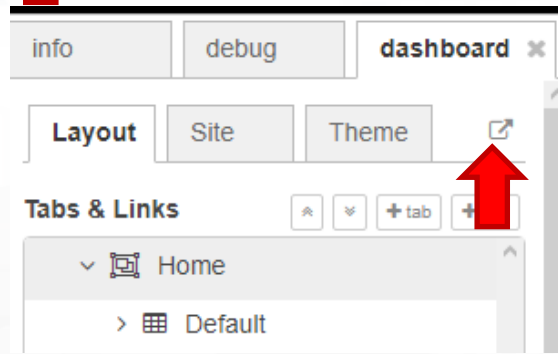 info debug dashboard
Layout Site Theme
Tabs & Links + tab +
Home
Default